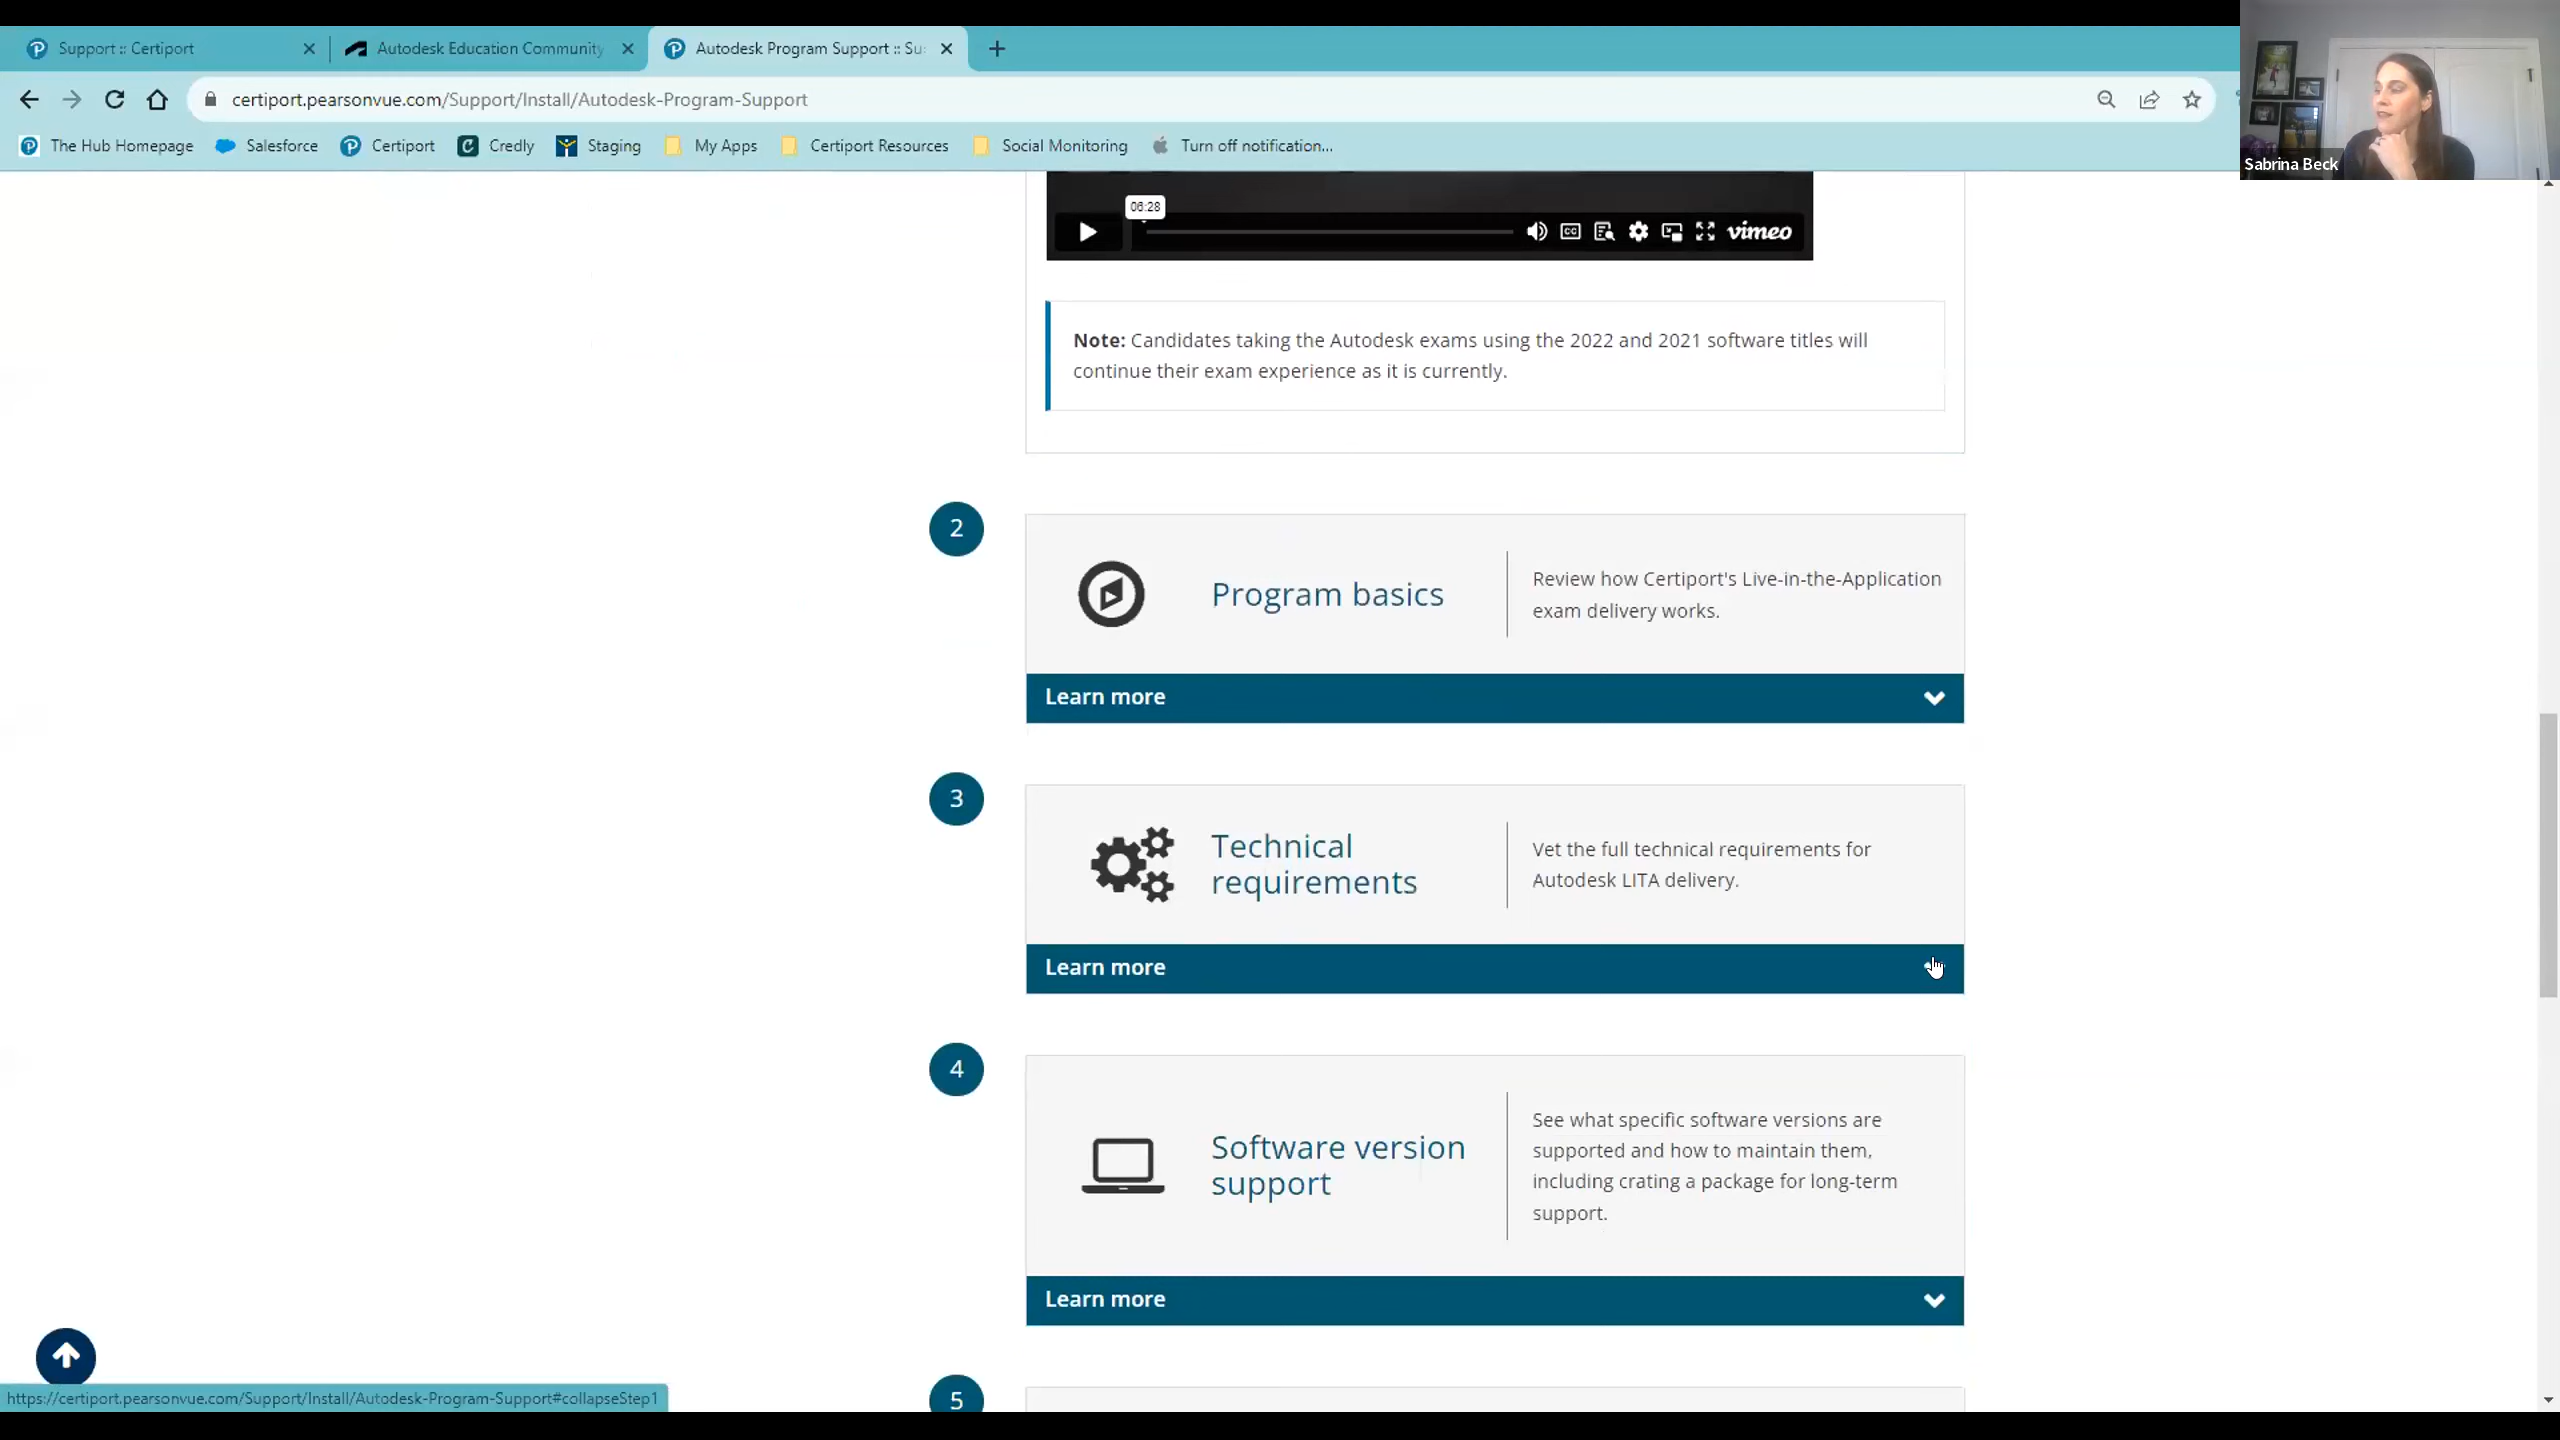 Support :: Certiport
Autodesk Education Community
Autodesk Program Support :: Su
certiport.pearsonvue.com/Support/Install/Autodesk-Program-Support
The Hub Homepage
Salesforce
Certiport
Credly
Staging
My Apps
Certiport Resources
Social Monitoring
Turn off notification...
Sabrina Beck
06:28
CC
vimeo
Note: Candidates taking the Autodesk exams using the 2022 and 2021 software titles will
continue their exam experience as it is currently.
2
Program basics
Review how Certiport's Live-in-the-Application
exam delivery works.
Learn more
3
Technical
requirements
Vet the full technical requirements for
Autodesk LITA delivery.
Learn more
4
Software version
support
See what specific software versions are
supported and how to maintain them,
including crating a package for long-term
support.
Learn more
5
https://certiport.pearsonvue.com/Support/Install/Autodesk-Program-Support#collapseStep1